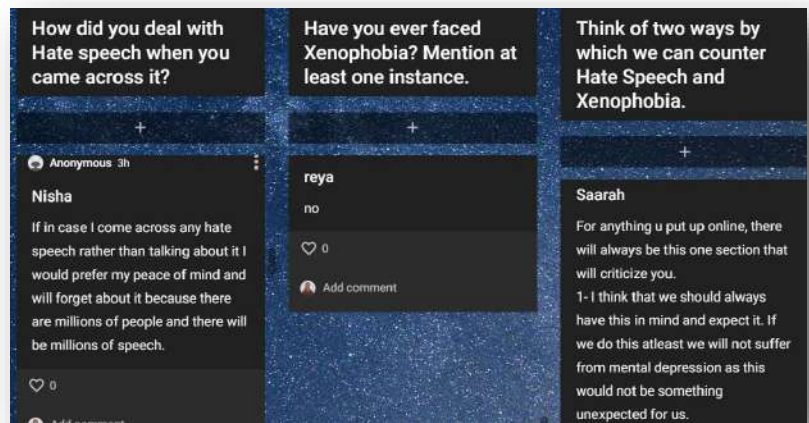 How did you deal with
Hate speech when you
came across it?
+
Anonymous 3h
Nisha
If in case I come across any hate
speech rather than talking about it I
would prefer my peace of mind and
will forget about it because there
are millions of people and there will
be millions of speech.
0
Add comment
Have you ever faced
Xenophobia? Mention at
least one instance.
+
reya
no
0
Add comment
Think of two ways by
which we can counter
Hate Speech and
Xenophobia.
+
Saarah
For anything u put up online, there
will always be this one section that
will criticize you.
1- I think that we should always
have this in mind and expect it. If
we do this atleast we will not suffer
from mental depression as this
would not be something
unexpected for us.